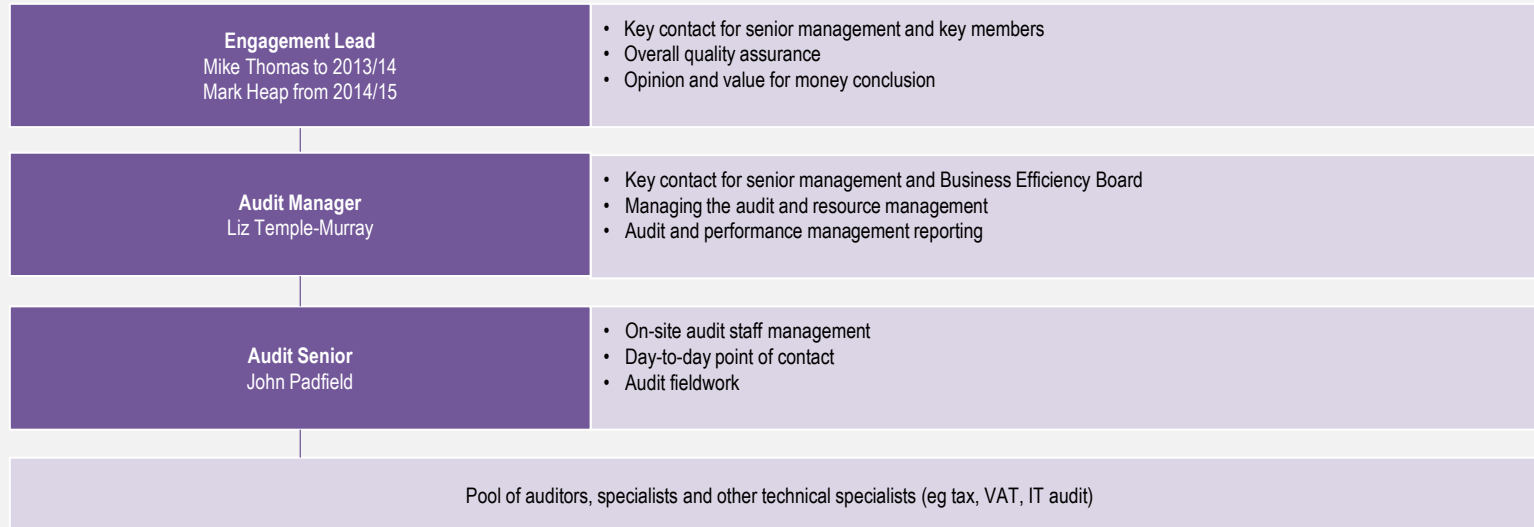 Engagement Lead
Mike Thomas to 2013/14
Mark Heap from 2014/15
• Key contact for senior management and key members
• Overall quality assurance
• Opinion and value for money conclusion
Audit Manager
Liz Temple-Murray
• Key contact for senior management and Business Efficiency Board
• Managing the audit and resource management
• Audit and performance management reporting
Audit Senior
John Padfield
• On-site audit staff management
• Day-to-day point of contact
• Audit fieldwork
Pool of auditors, specialists and other technical specialists (eg tax, VAT, IT audit)